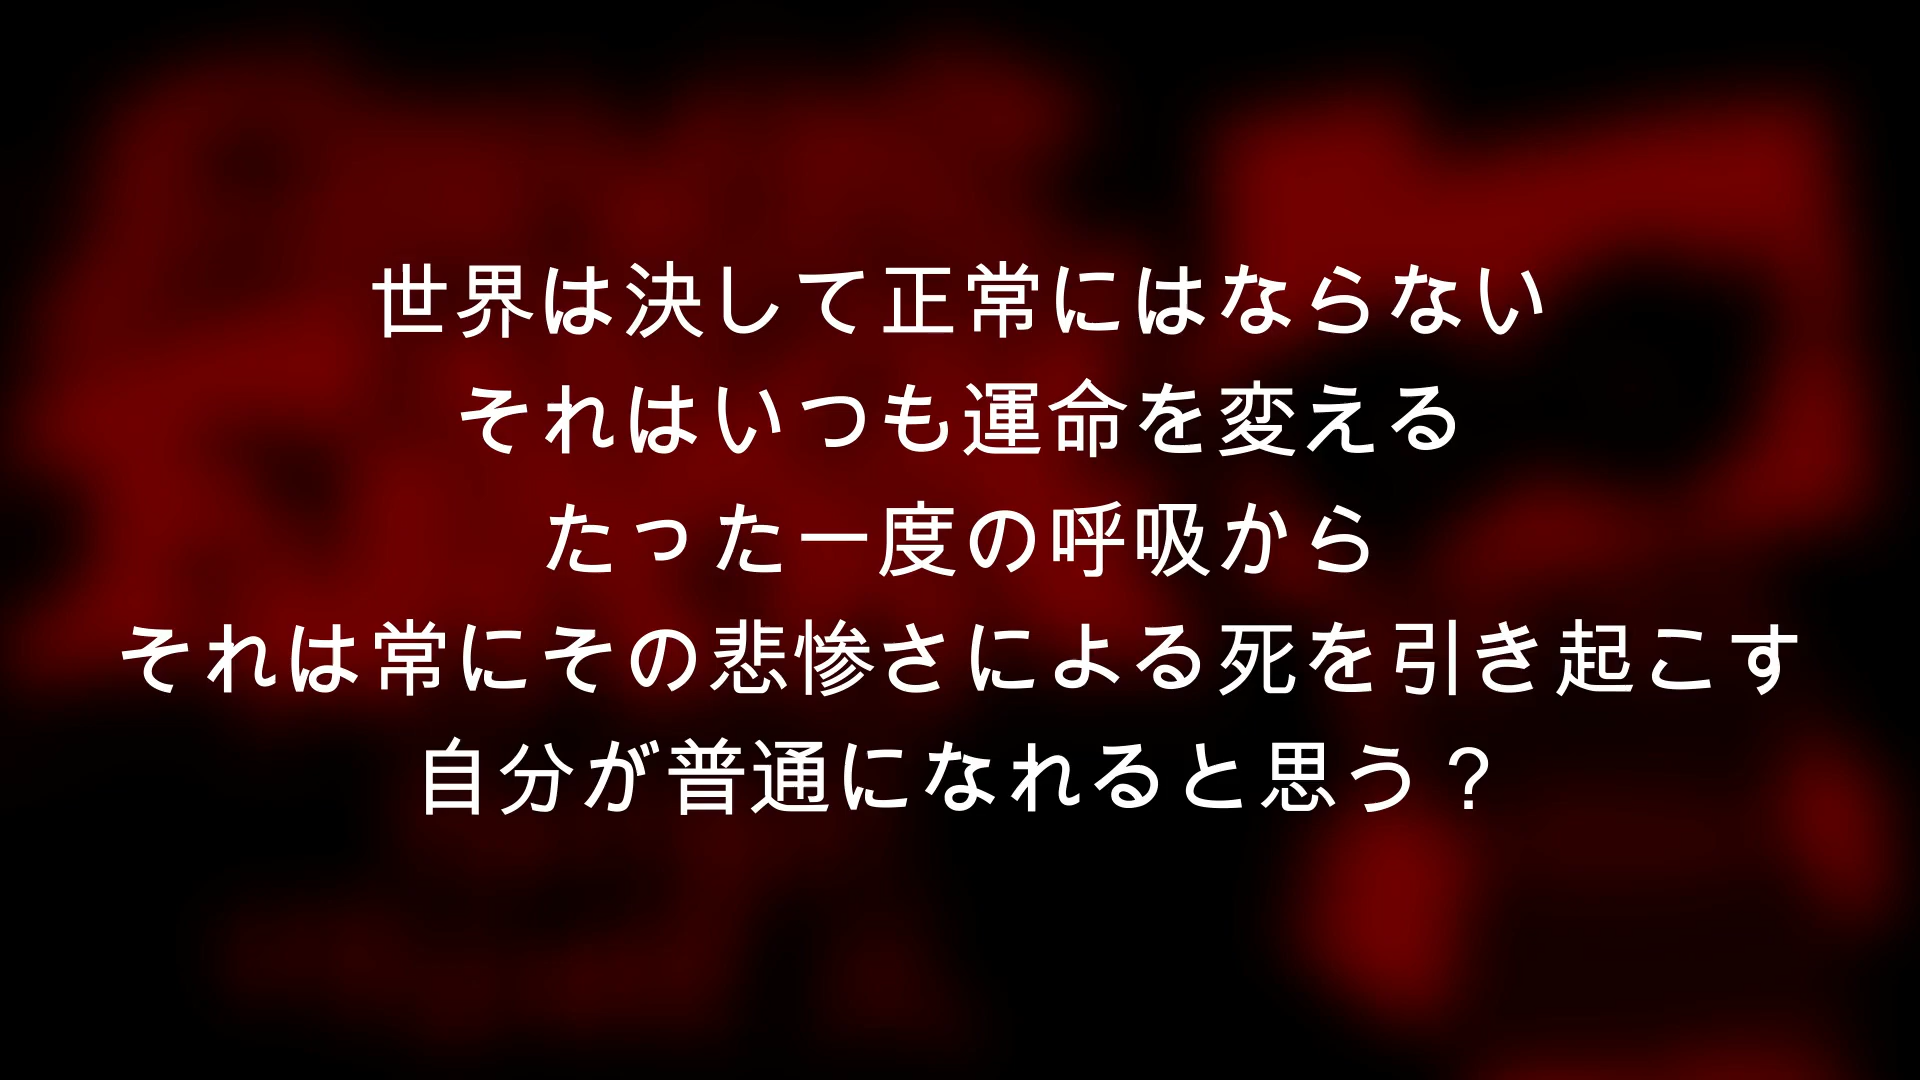 世界は決して正常にはならない
それはいつも運命を変える
たった一度の呼吸から
それは常にその悲惨さによる死を引き起こす
自分が普通になれると思う？